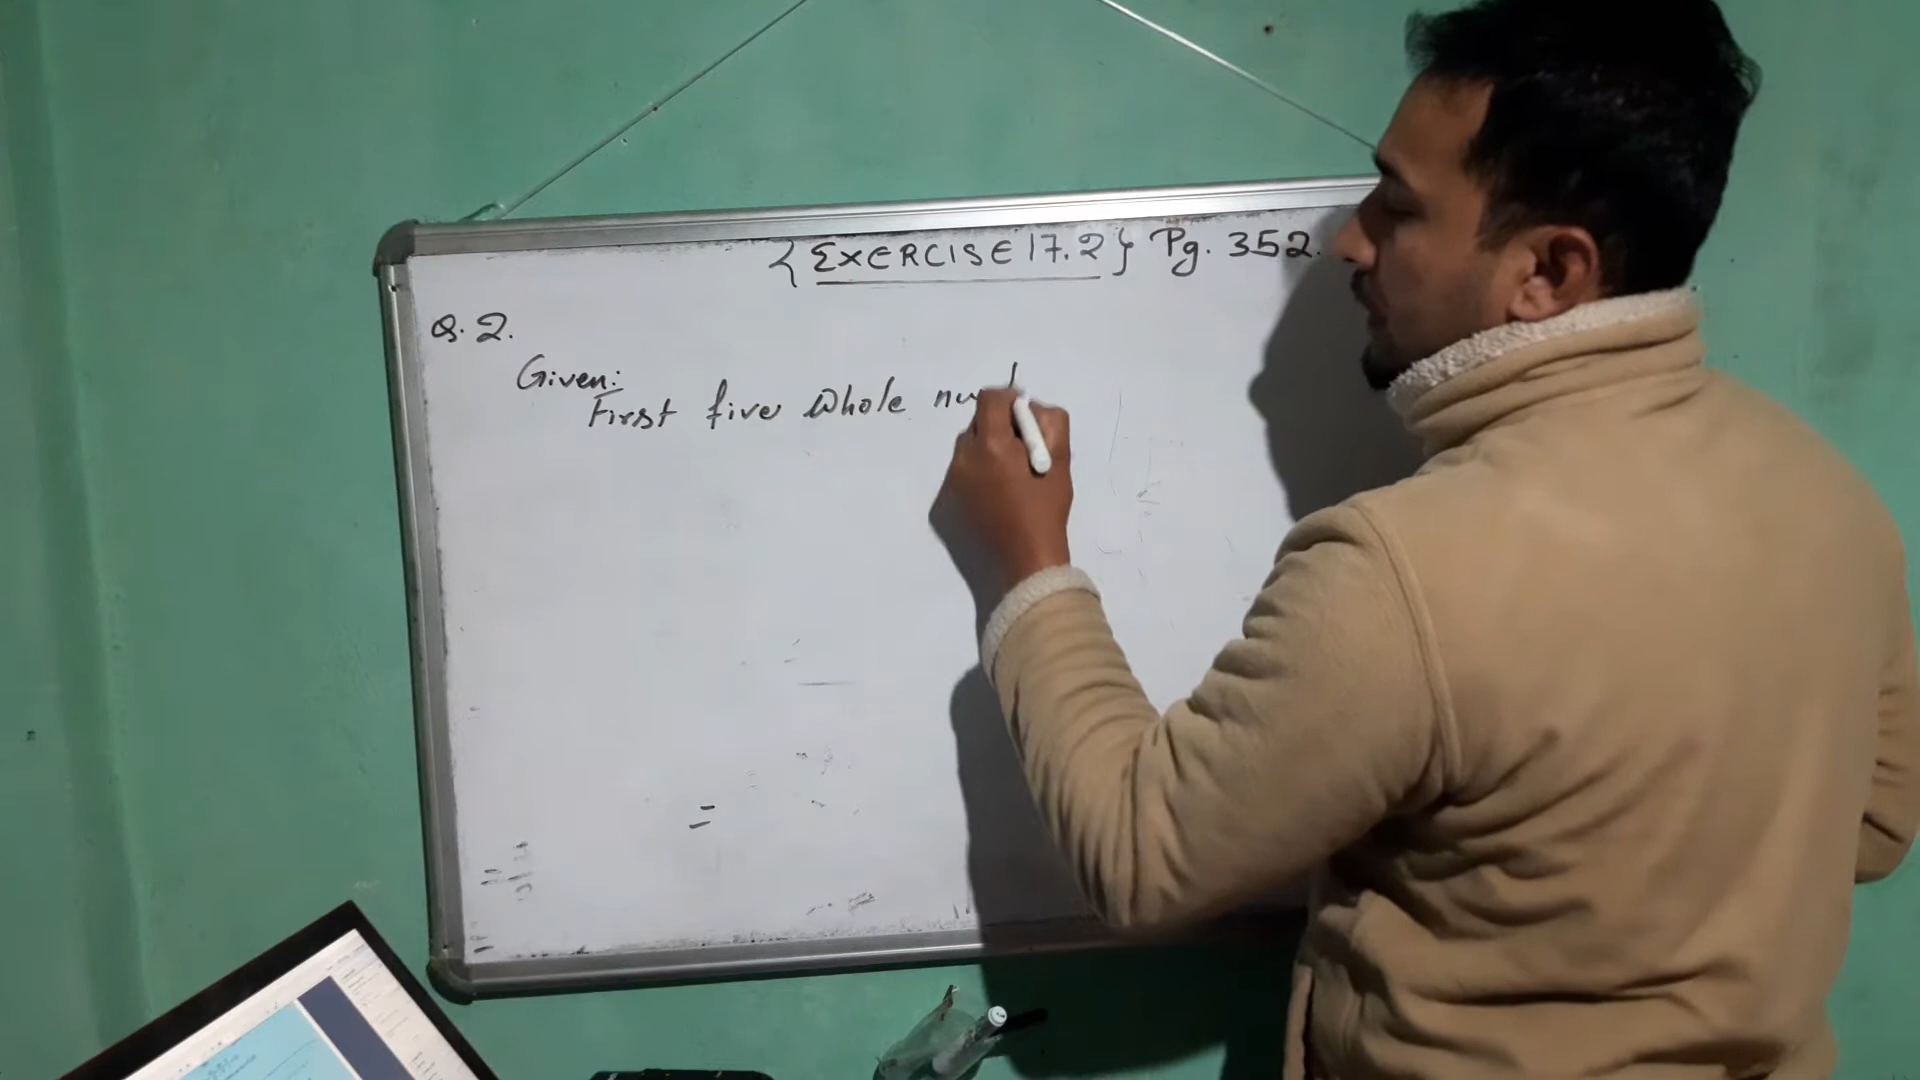 {EXERCISE 17.2} Pg. 352.
Q. 2.
Given:
First five whole